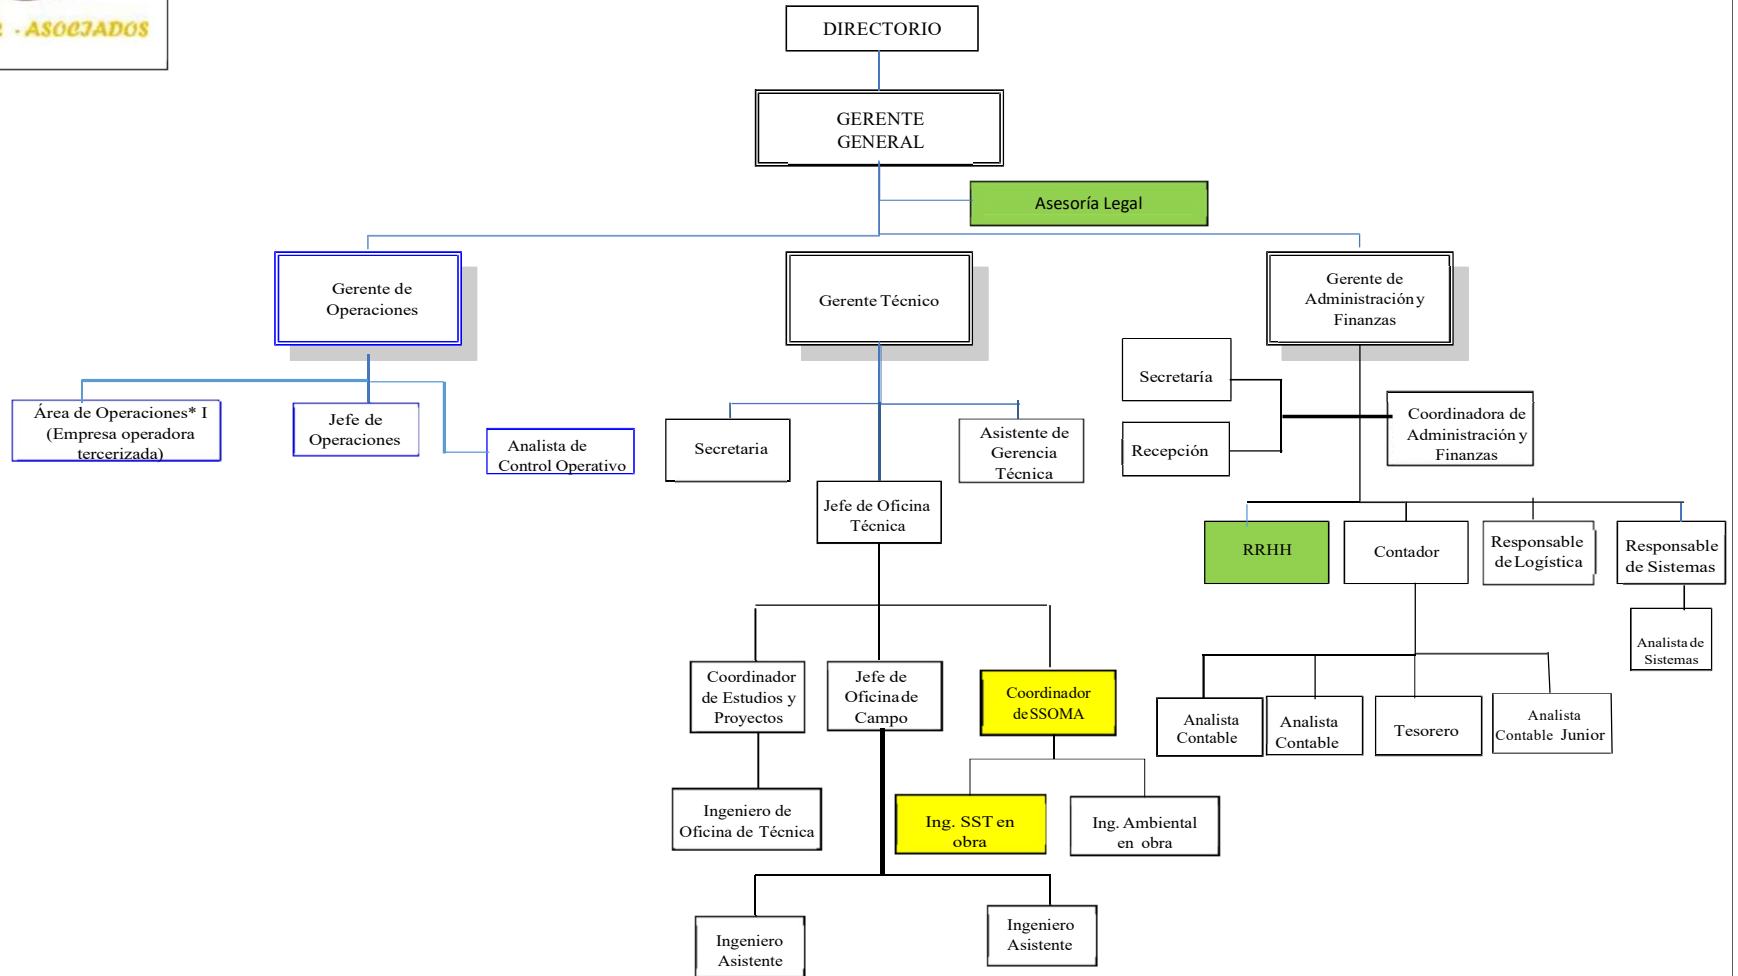 - ASOCIADOS
DIRECTORIO
GERENTE
GENERAL
Asesoría Legal
Gerente de
Operaciones
Gerente Técnico
Gerente de
Administración y
Finanzas
Área de Operaciones* I
(Empresa operadora
tercerizada)
Jefe de
Operaciones
Analista de
Control Operativo
Secretaria
Asistente de
Gerencia
Técnica
Secretaría
Recepción
Coordinadora de
Administración y
Finanzas
Jefe de Oficina
Técnica
RRHH
Contador
Responsable
de Logística
Responsable
de Sistemas
Analista de
Sistemas
Coordinador
de Estudios y
Proyectos
Jefe de
Oficina de
Campo
Coordinador
de SSOMA
Analista
Contable
Analista
Contable
Tesorero
Analista
Contable Junior
Ingeniero de
Oficina de Técnica
Ing. SST en
obra
Ing. Ambiental
en obra
Ingeniero
Asistente
Ingeniero
Asistente